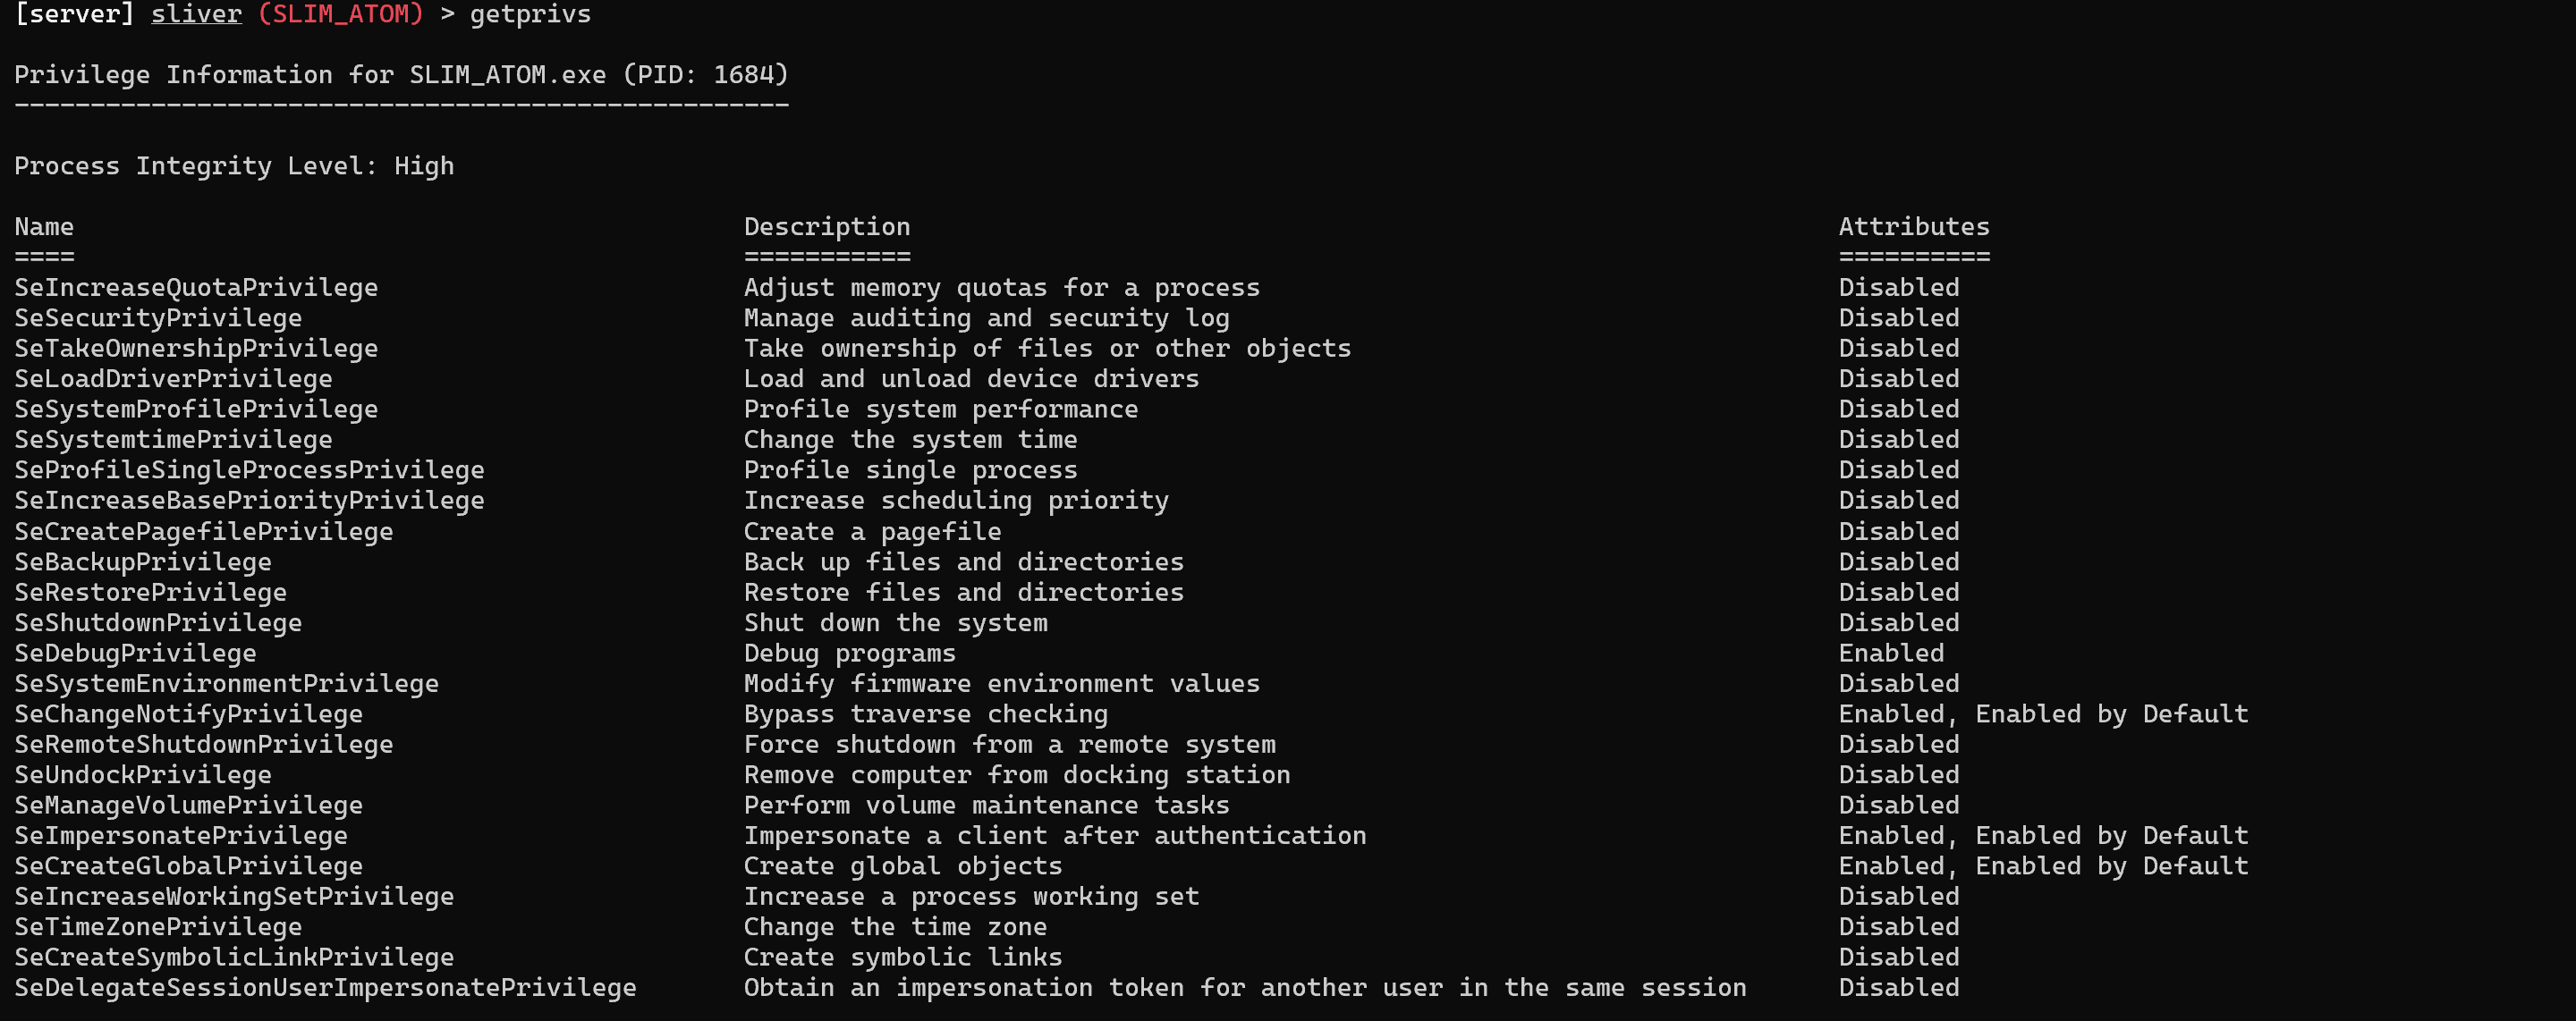 [server] sliver (SLIM_ATOM) > getprivs
Privilege Information for SLIM_ATOM.exe (PID: 1684)
---------------------------------------------------
Process Integrity Level: High
Name Description Attributes
==== =========== ==========
SeIncreaseQuotaPrivilege Adjust memory quotas for a process Disabled
SeSecurityPrivilege Manage auditing and security log Disabled
SeTakeOwnershipPrivilege Take ownership of files or other objects Disabled
SeLoadDriverPrivilege Load and unload device drivers Disabled
SeSystemProfilePrivilege Profile system performance Disabled
SeSystemtimePrivilege Change the system time Disabled
SeProfileSingleProcessPrivilege Profile single process Disabled
SeIncreaseBasePriorityPrivilege Increase scheduling priority Disabled
SeCreatePagefilePrivilege Create a pagefile Disabled
SeBackupPrivilege Back up files and directories Disabled
SeRestorePrivilege Restore files and directories Disabled
SeShutdownPrivilege Shut down the system Disabled
SeDebugPrivilege Debug programs Enabled
SeSystemEnvironmentPrivilege Modify firmware environment values Disabled
SeChangeNotifyPrivilege Bypass traverse checking Enabled, Enabled by Default
SeRemoteShutdownPrivilege Force shutdown from a remote system Disabled
SeUndockPrivilege Remove computer from docking station Disabled
SeManageVolumePrivilege Perform volume maintenance tasks Disabled
SeImpersonatePrivilege Impersonate a client after authentication Enabled, Enabled by Default
SeCreateGlobalPrivilege Create global objects Enabled, Enabled by Default
SeIncreaseWorkingSetPrivilege Increase a process working set Disabled
SeTimeZonePrivilege Change the time zone Disabled
SeCreateSymbolicLinkPrivilege Create symbolic links Disabled
SeDelegateSessionUserImpersonatePrivilege Obtain an impersonation token for another user in the same session Disabled